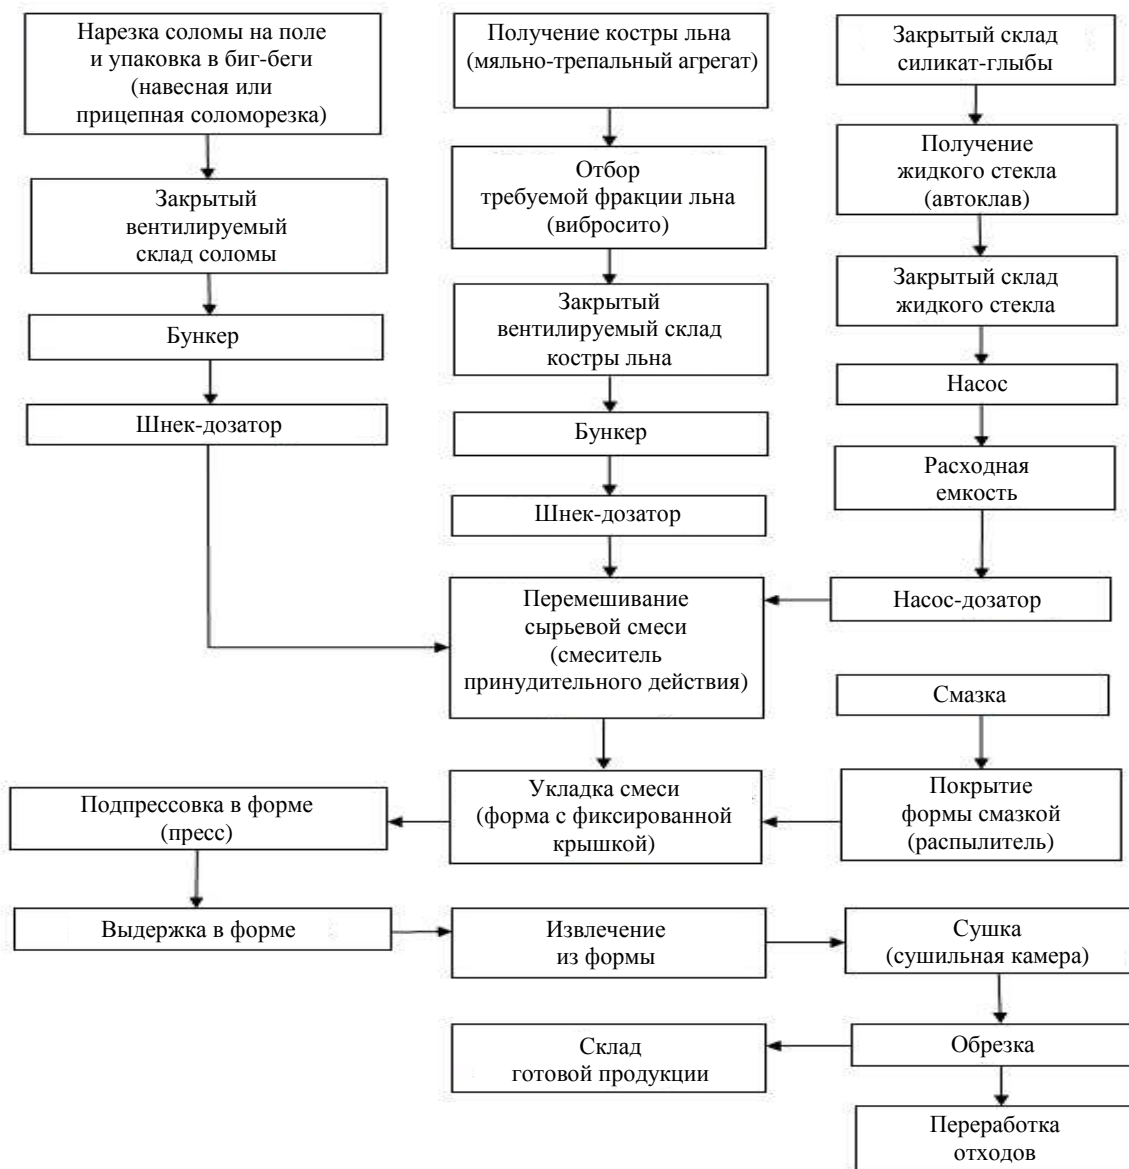 Нарезка соломы на поле
и упаковка в биг-беги
(навесная или
прицепная соломорезка)
Закрытый
вентилируемый
склад соломы
Бункер
Шнек-дозатор
Получение костры льна
(мяльно-трепальный агрегат)
Отбор
требуемой фракции льна
(вибросито)
Закрытый
вентилируемый склад
костры льна
Бункер
Шнек-дозатор
Закрытый склад
силикат-глыбы
Получение
жидкого стекла
(автоклав)
Закрытый склад
жидкого стекла
Насос
Расходная
емкость
Насос-дозатор
Перемешивание
сырьевой смеси
(смеситель
принудительного действия)
Смазка
Покрытие
формы смазкой
(распылитель)
Укладка смеси
(форма с фиксированной
крышкой)
Подпрессовка в форме
(пресс)
Выдержка в форме
Извлечение
из формы
Сушка
(сушильная камера)
Обрезка
Склад
готовой продукции
Переработка
отходов